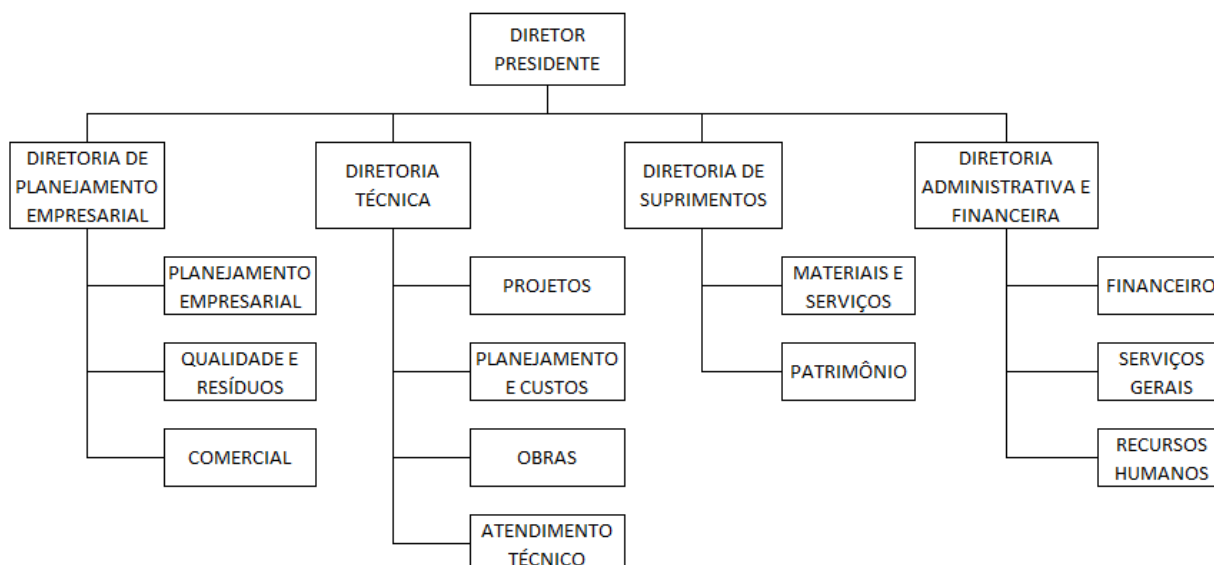 DIRETOR
PRESIDENTE
DIRETORIA DE
PLANEJAMENTO
EMPRESARIAL
DIRETORIA
TÉCNICA
DIRETORIA DE
SUPRIMENTOS
DIRETORIA
ADMINISTRATIVA E
FINANCEIRA
PLANEJAMENTO
EMPRESARIAL
PROJETOS
MATERIAIS E
SERVIÇOS
FINANCEIRO
QUALIDADE E
RESÍDUOS
PLANEJAMENTO
E CUSTOS
PATRIMÔNIO
SERVIÇOS
GERAIS
COMERCIAL
OBRAS
RECURSOS
HUMANOS
ATENDIMENTO
TÉCNICO